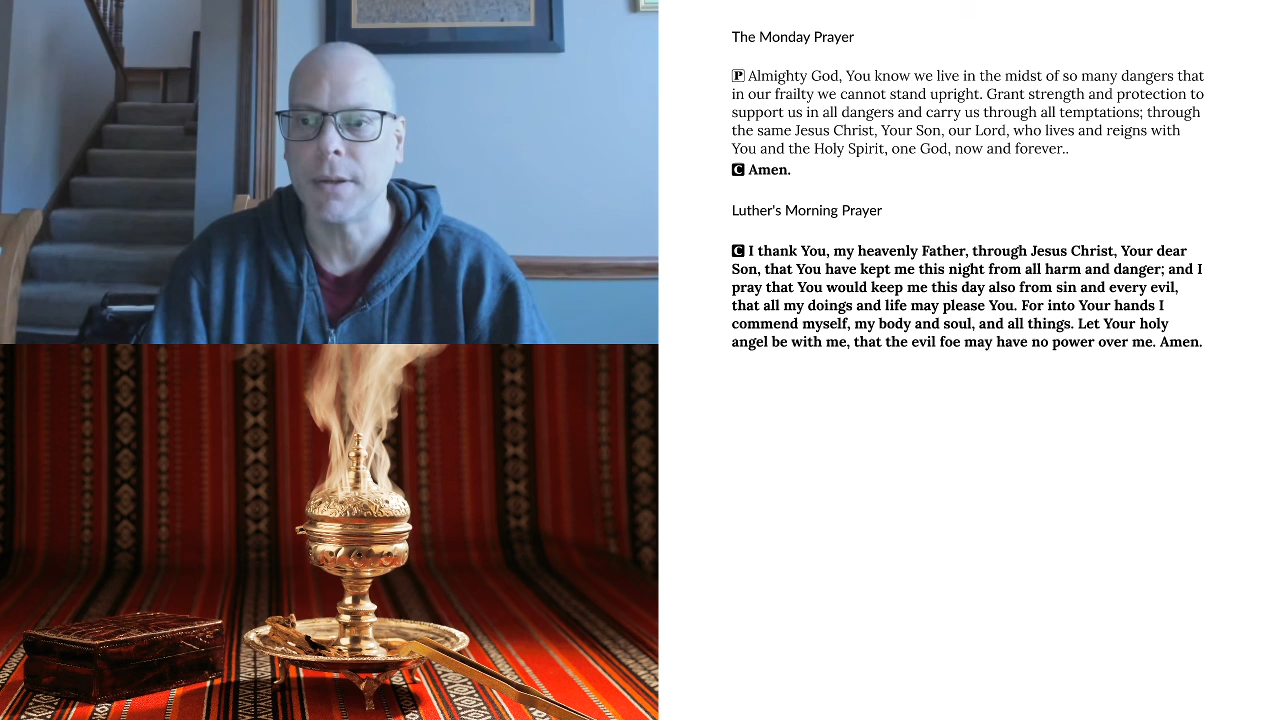 The Monday Prayer
P Almighty God, You know we live in the midst of so many dangers that
in our frailty we cannot stand upright. Grant strength and protection to
support us in all dangers and carry us through all temptations; through
the same Jesus Christ, Your Son, our Lord, who lives and reigns with
You and the Holy Spirit, one God, now and forever..
C Amen.
Luther's Morning Prayer
C I thank You, my heavenly Father, through Jesus Christ, Your dear
Son, that You have kept me this night from all harm and danger; and I
pray that You would keep me this day also from sin and every evil,
that all my doings and life may please You. For into Your hands I
commend myself, my body and soul, and all things. Let Your holy
angel be with me, that the evil foe may have no power over me. Amen.